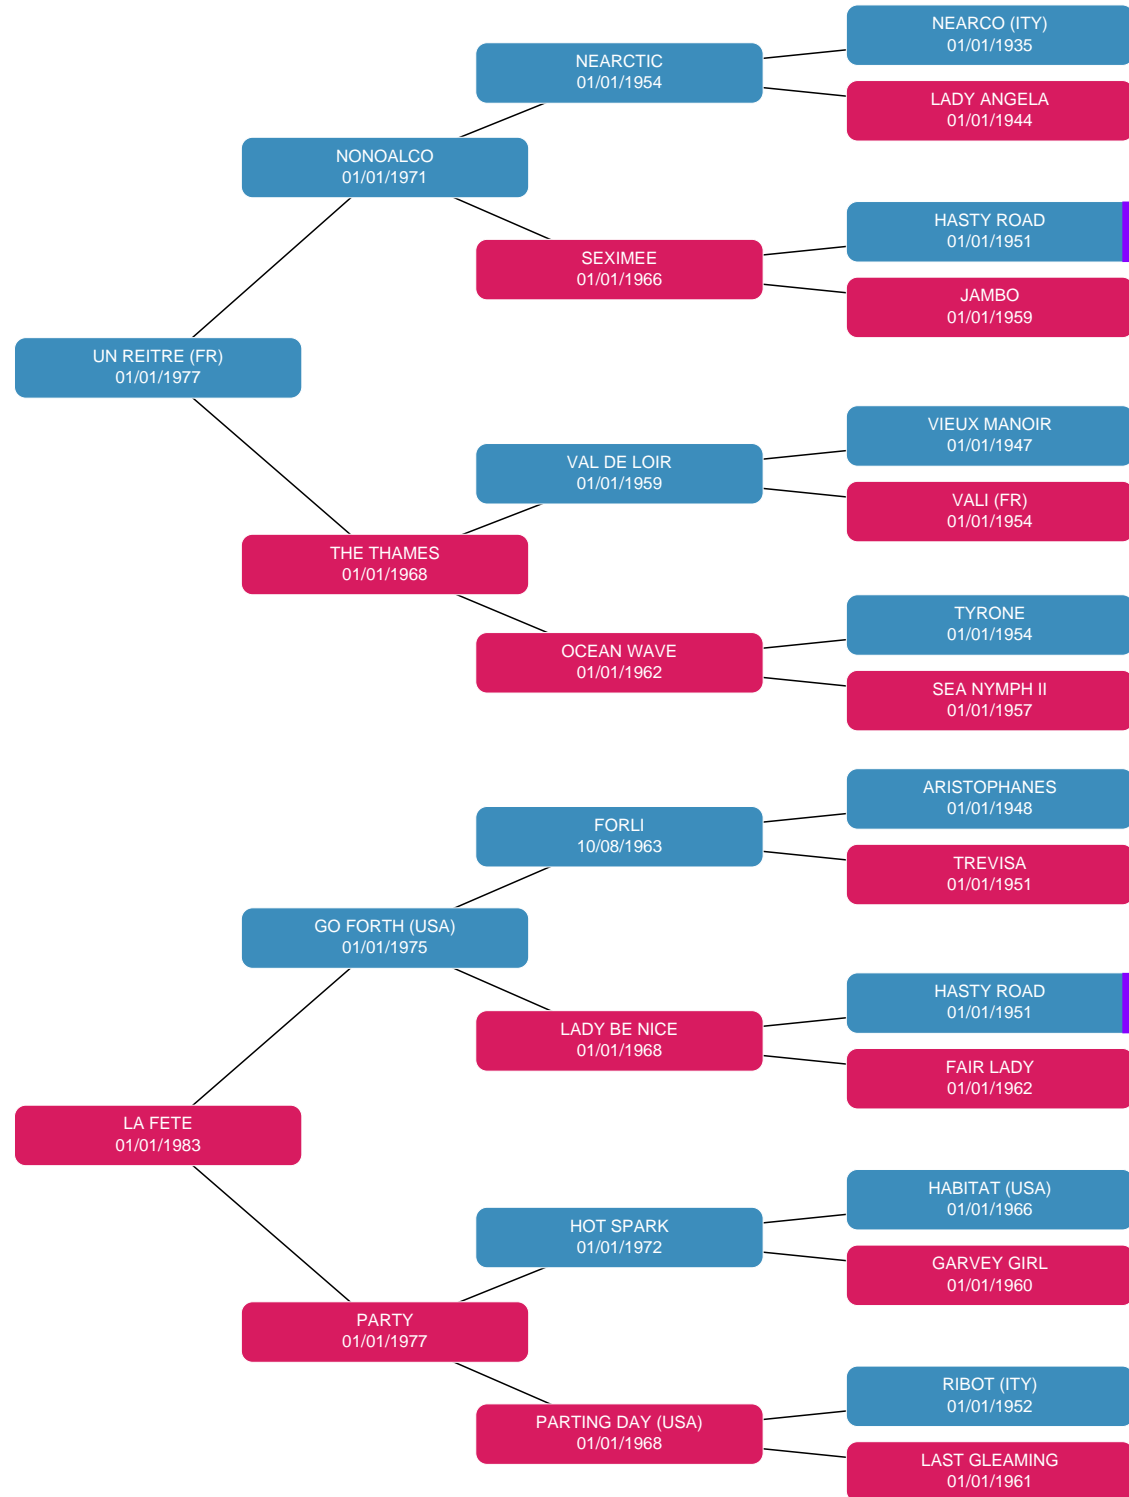 NEARCO (ITY)
01/01/1935
NEARCTIC
01/01/1954
LADY ANGELA
01/01/1944
NONOALCO
01/01/1971
HASTY ROAD
01/01/1951
SEXIMEE
01/01/1966
JAMBO
01/01/1959
UN REITRE (FR)
01/01/1977
VIEUX MANOIR
01/01/1947
VAL DE LOIR
01/01/1959
VALI (FR)
01/01/1954
THE THAMES
01/01/1968
TYRONE
01/01/1954
OCEAN WAVE
01/01/1962
SEA NYMPH II
01/01/1957
ARISTOPHANES
01/01/1948
FORLI
10/08/1963
TREVISA
01/01/1951
GO FORTH (USA)
01/01/1975
HASTY ROAD
01/01/1951
LADY BE NICE
01/01/1968
FAIR LADY
01/01/1962
LA FETE
01/01/1983
HABITAT (USA)
01/01/1966
HOT SPARK
01/01/1972
GARVEY GIRL
01/01/1960
PARTY
01/01/1977
RIBOT (ITY)
01/01/1952
PARTING DAY (USA)
01/01/1968
LAST GLEAMING
01/01/1961